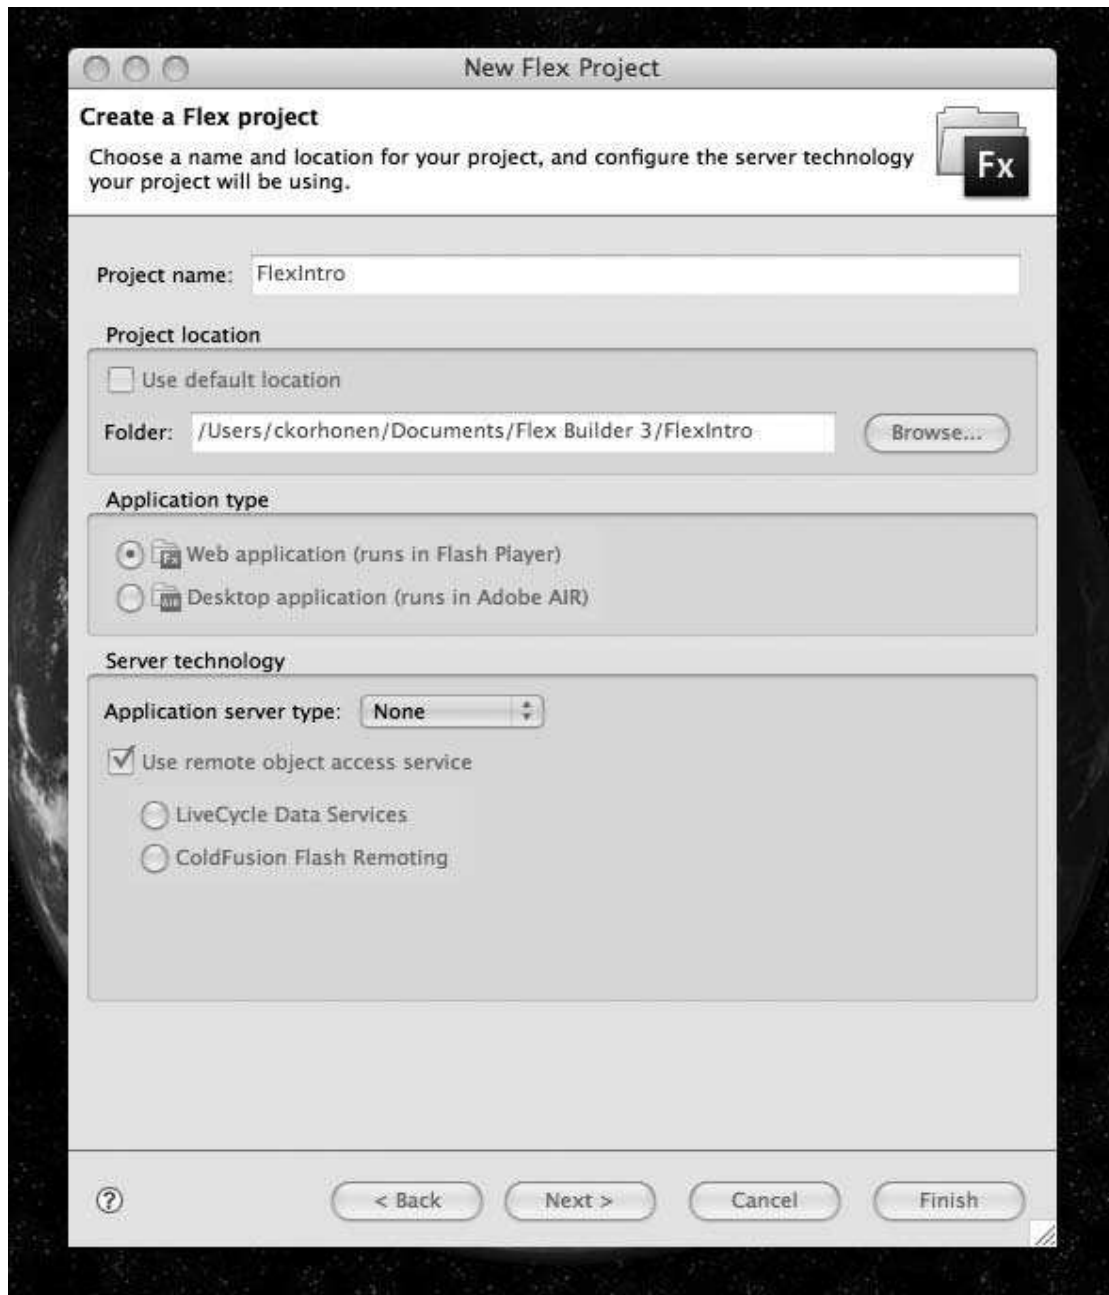 New Flex Project
Create a Flex project
Choose a name and location for your project, and configure the server technology
your project will be using.
Fx
Project name: FlexIntro
Project location
Use default location
Folder: /Users/ckorhonen/Documents/Flex Builder 3/FlexIntro Browse...
Application type
Fx Web application (runs in Flash Player)
AIR Desktop application (runs in Adobe AIR)
Server technology
Application server type: None
Use remote object access service
LiveCycle Data Services
ColdFusion Flash Remoting
? < Back Next > Cancel Finish